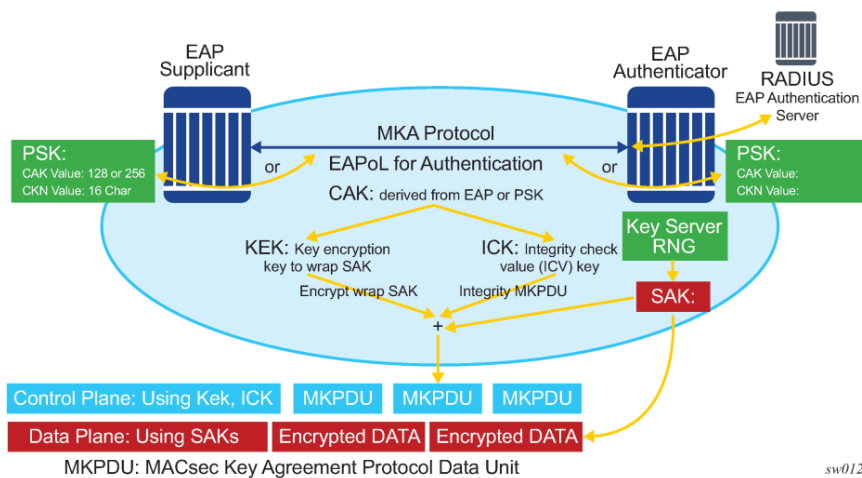 EAP
Supplicant
EAP
Authenticator
RADIUS
EAP Authentication
Server
MKA Protocol
PSK:
CAK Value: 128 or 256
CKN Value: 16 Char
or
EAPoL for Authentication
or
PSK:
CAK Value:
CKN Value:
CAK: derived from EAP or PSK
KEK: Key encryption
key to wrap SAK
ICK: Integrity check
value (ICV) key
Key Server
RNG
Encrypt wrap SAK
Integrity MKPDU
SAK:
+
Control Plane: Using Kek, ICK
MKPDU
MKPDU
MKPDU
Data Plane: Using SAKs
Encrypted DATA
Encrypted DATA
MKPDU: MACsec Key Agreement Protocol Data Unit
sw012